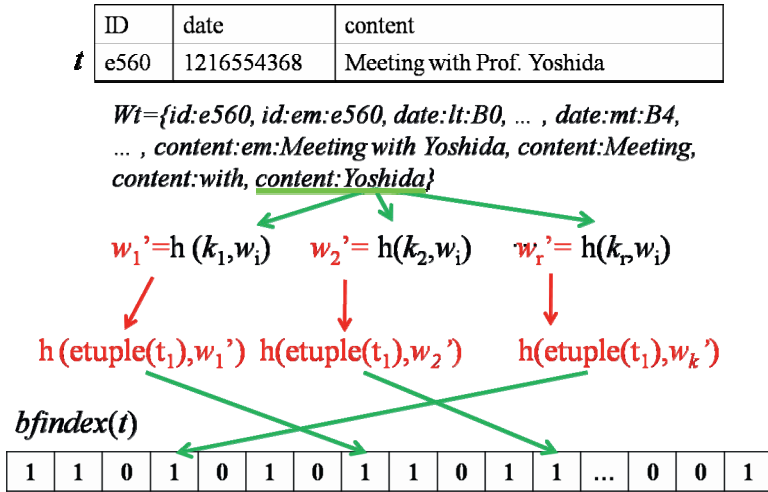 ID date content
t e560 1216554368 Meeting with Prof. Yoshida
Wt={id:e560, id:em:e560, date:lt:B0, ... , date:mt:B4,
... , content:em:Meeting with Yoshida, content:Meeting,
content:with, content:Yoshida}
w₁’=h (k₁,wᵢ) w₂’= h(k₂,wᵢ) wᵣ’= h(kᵣ,wᵢ)
h (etuple(t₁),w₁’) h(etuple(t₁),w₂’) h(etuple(t₁),wₖ’)
bfindex(t)
1 1 0 1 0 1 0 1 1 0 1 1 ... 0 0 1